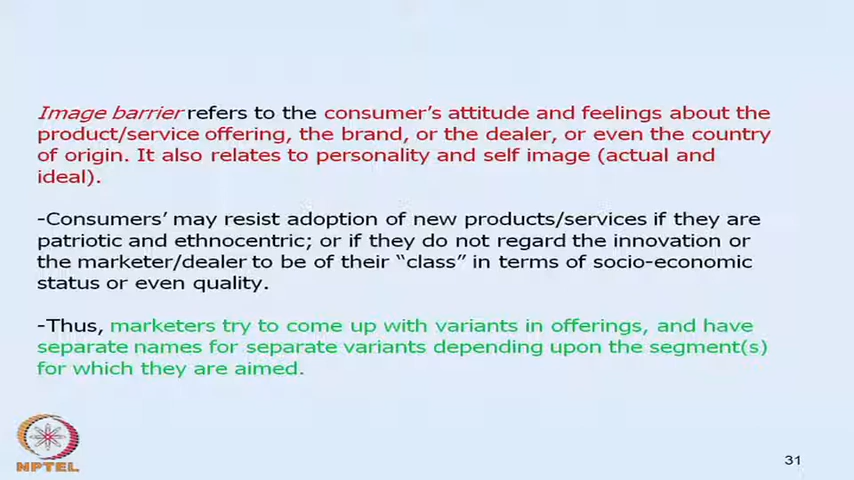 Image barrier refers to the consumer's attitude and feelings about the
product/service offering, the brand, or the dealer, or even the country
of origin. It also relates to personality and self image (actual and
ideal).
-Consumers' may resist adoption of new products/services if they are
patriotic and ethnocentric; or if they do not regard the innovation or
the marketer/dealer to be of their “class” in terms of socio-economic
status or even quality.
-Thus, marketers try to come up with variants in offerings, and have
separate names for separate variants depending upon the segment(s)
for which they are aimed.
NPTEL
31